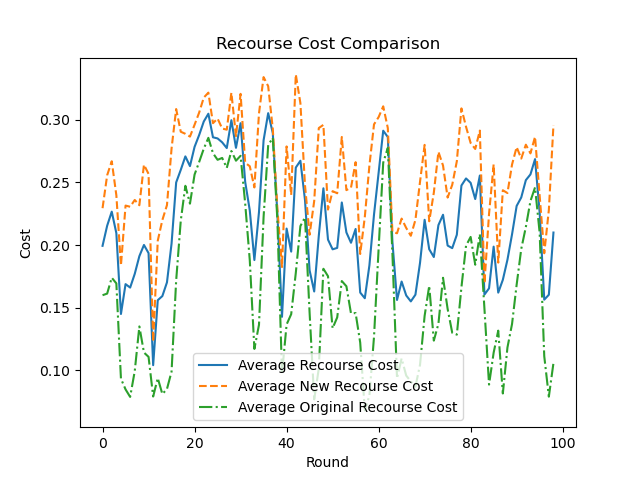 Recourse Cost Comparison
Cost
0.30
0.25
0.20
0.15
0.10
Average Recourse Cost
Average New Recourse Cost
Average Original Recourse Cost
0 20 40 60 80 100
Round